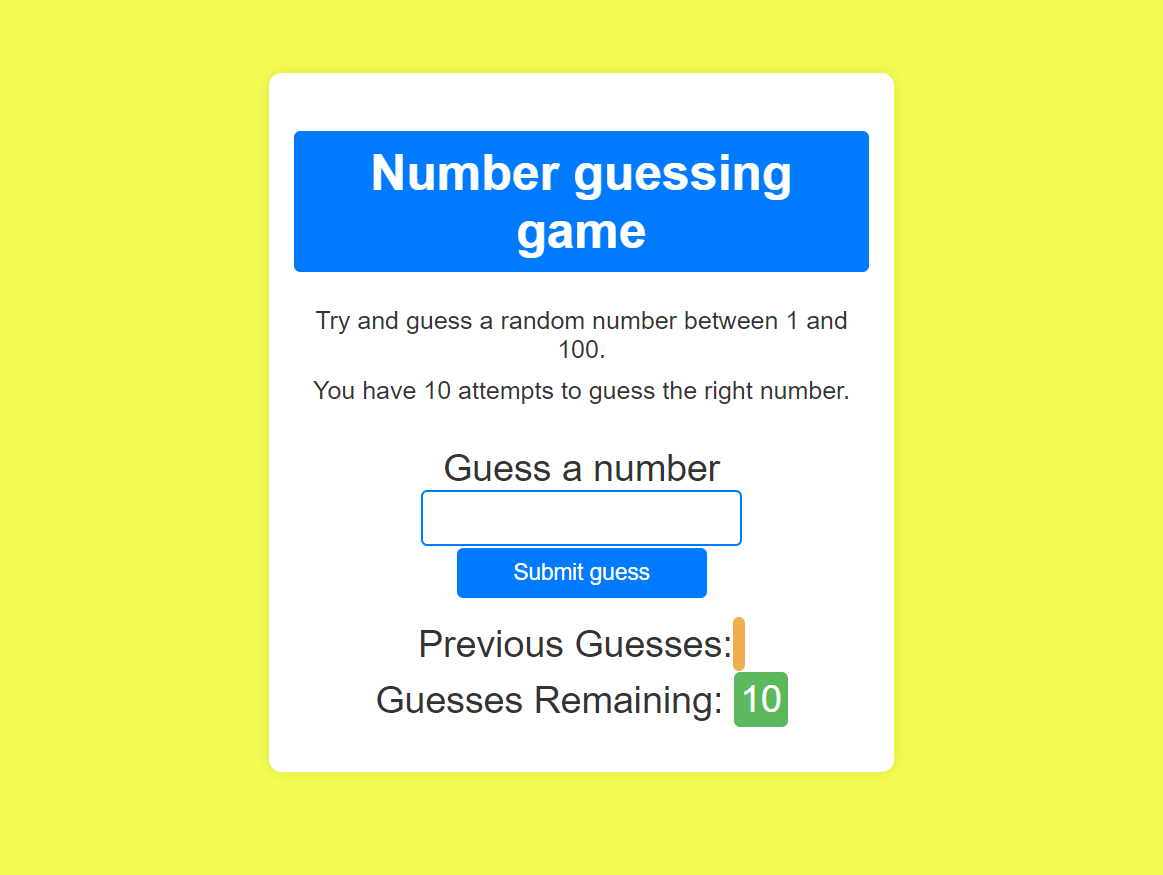 Number guessing
game
Try and guess a random number between 1 and
100.
You have 10 attempts to guess the right number.
Guess a number
Submit guess
Previous Guesses:
Guesses Remaining: 10